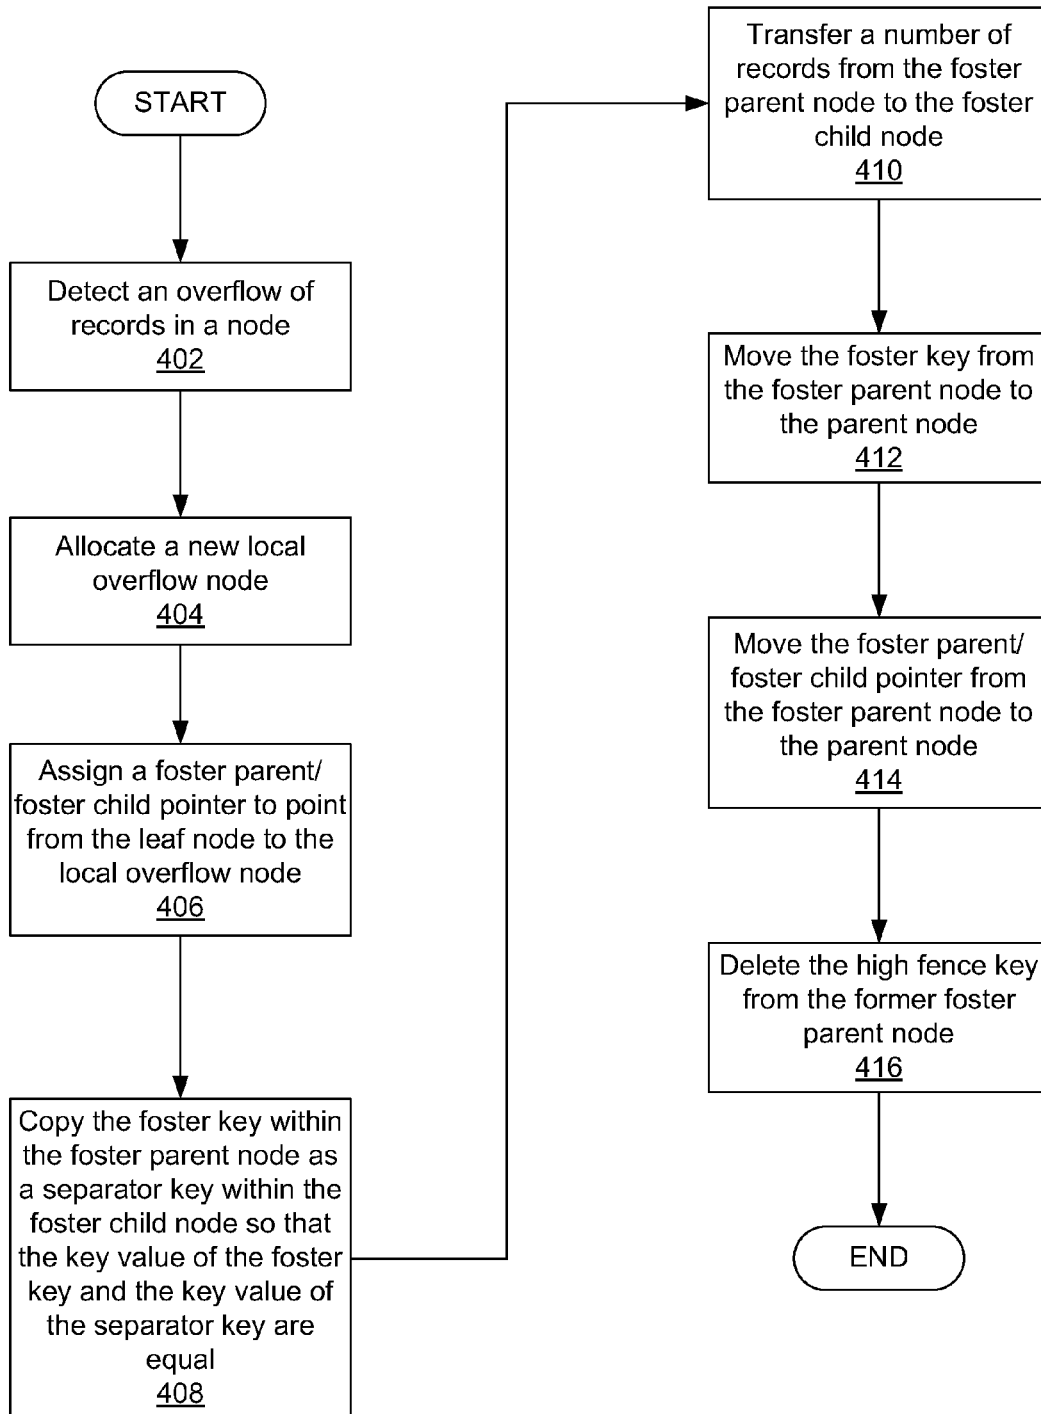 START
Detect an overflow of
records in a node
402
Allocate a new local
overflow node
404
Assign a foster parent/
foster child pointer to point
from the leaf node to the
local overflow node
406
Copy the foster key within
the foster parent node as
a separator key within the
foster child node so that
the key value of the foster
key and the key value of
the separator key are
equal
408
Transfer a number of
records from the foster
parent node to the foster
child node
410
Move the foster key from
the foster parent node to
the parent node
412
Move the foster parent/
foster child pointer from
the foster parent node to
the parent node
414
Delete the high fence key
from the former foster
parent node
416
END